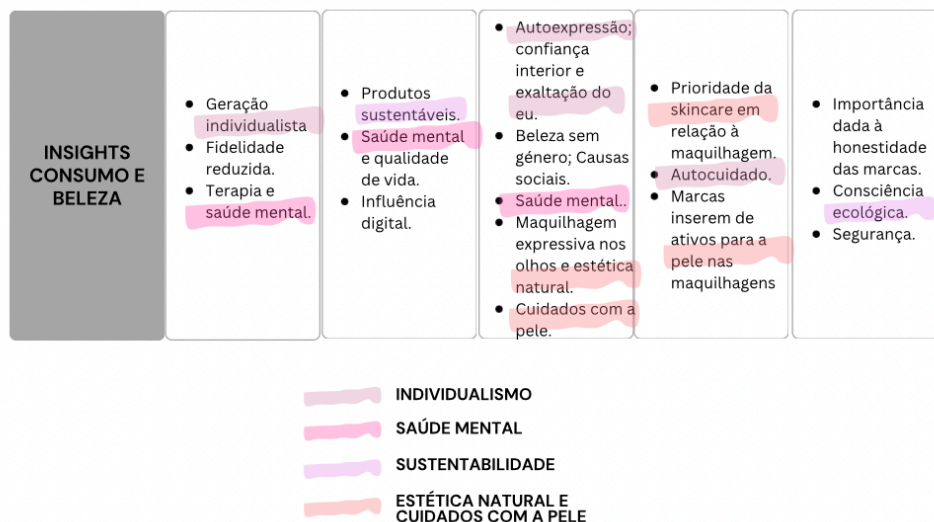 INSIGHTS
CONSUMO E
BELEZA
• Geração
individualista
• Fidelidade
reduzida.
• Terapia e
saúde mental.
• Produtos
sustentáveis.
• Saúde mental
e qualidade
de vida.
• Influência
digital.
• Autoexpressão;
confiança
interior e
exaltação do
eu.
• Beleza sem
género; Causas
sociais.
• Saúde mental..
• Maquilhagem
expressiva nos
olhos e estética
natural.
• Cuidados com a
pele.
• Prioridade da
skincare em
relação à
maquilhagem.
• Autocuidado.
• Marcas
inserem de
ativos para a
pele nas
maquilhagens
• Importância
dada à
honestidade
das marcas.
• Consciência
ecológica.
• Segurança.
INDIVIDUALISMO
SAÚDE MENTAL
SUSTENTABILIDADE
ESTÉTICA NATURAL E
CUIDADOS COM A PELE